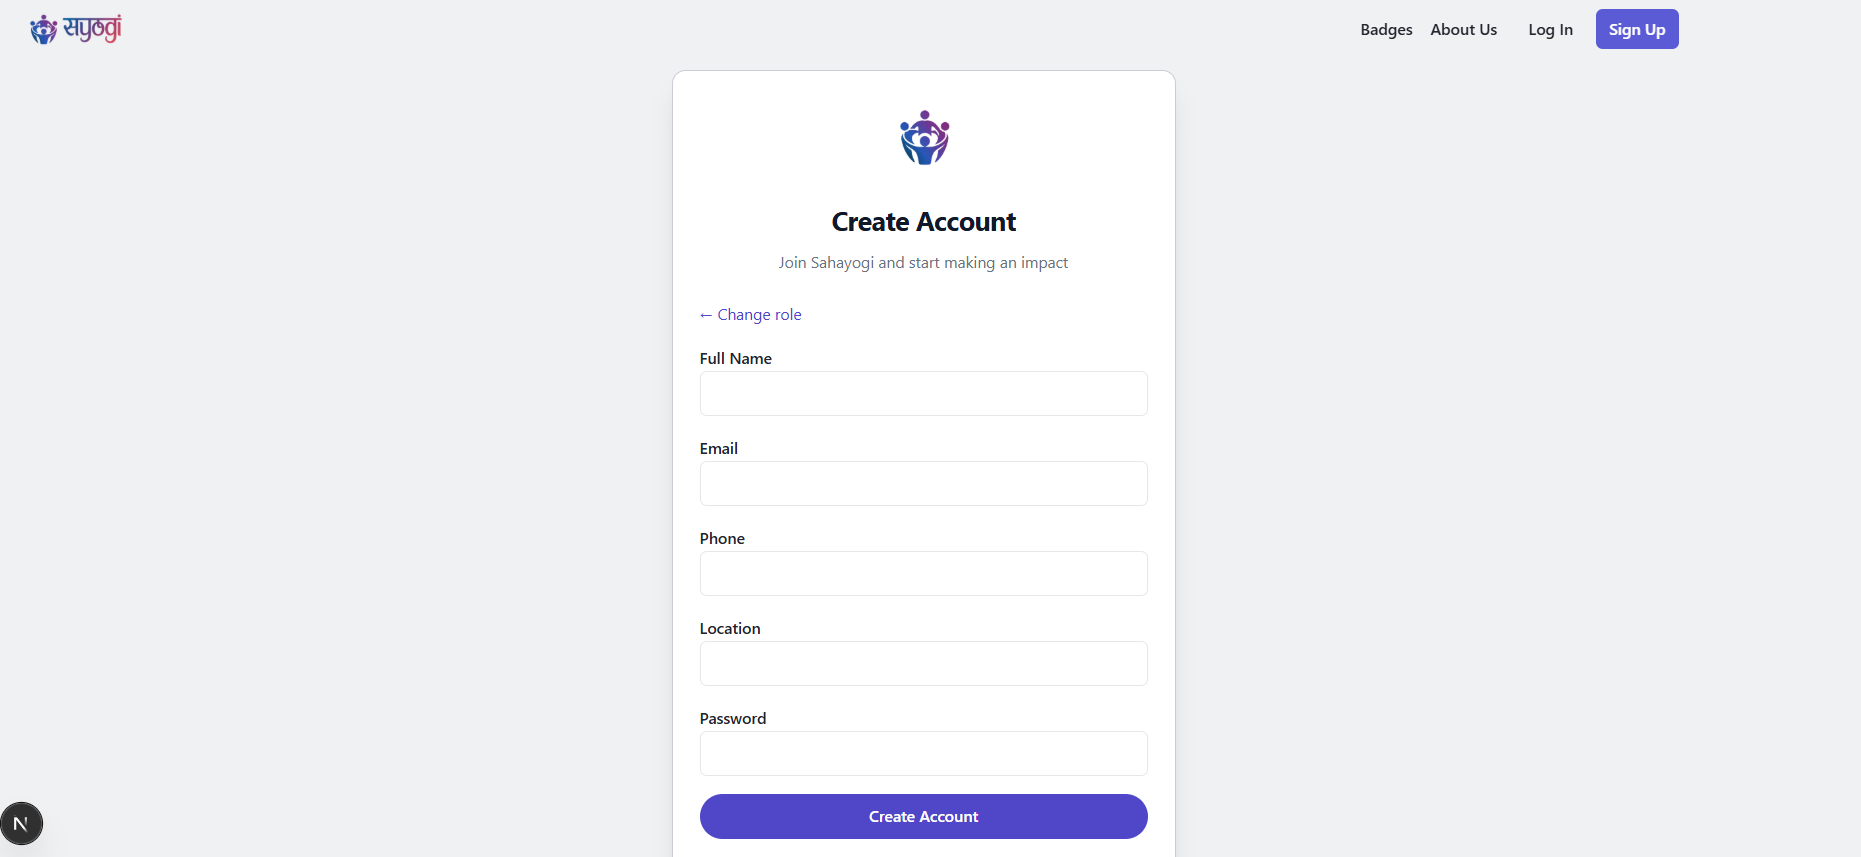 सyogi
Badges
About Us
Log In
Sign Up
Create Account
Join Sahayogi and start making an impact
← Change role
Full Name
Email
Phone
Location
Password
Create Account
N